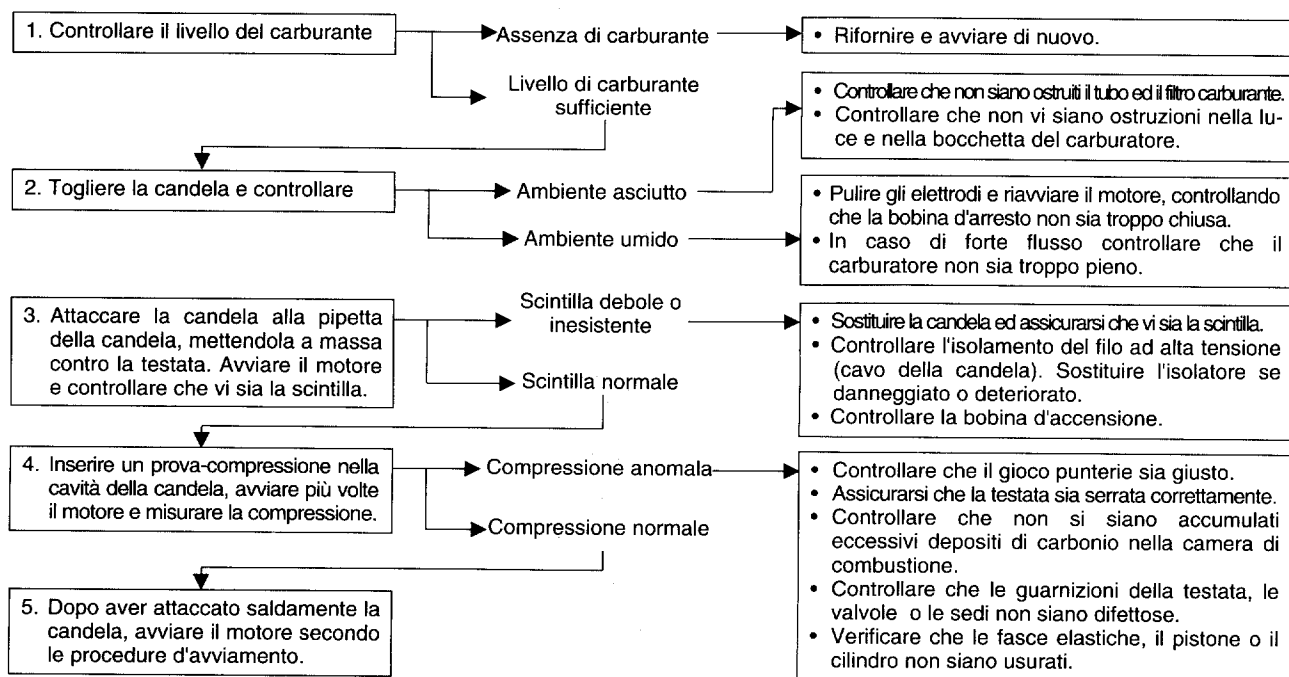 1. Controllare il livello del carburante
Assenza di carburante
• Rifornire e avviare di nuovo.
Livello di carburante
sufficiente
2. Togliere la candela e controllare
Ambiente asciutto
• Controllare che non siano ostruiti il tubo ed il filtro carburante.
• Controllare che non vi siano ostruzioni nella lu-
ce e nella bocchetta del carburatore.
Ambiente umido
• Pulire gli elettrodi e riavviare il motore, controllando
che la bobina d'arresto non sia troppo chiusa.
• In caso di forte flusso controllare che il
carburatore non sia troppo pieno.
3. Attaccare la candela alla pipetta
della candela, mettendola a massa
contro la testata. Avviare il motore
e controllare che vi sia la scintilla.
Scintilla debole o
inesistente
• Sostituire la candela ed assicurarsi che vi sia la scintilla.
• Controllare l'isolamento del filo ad alta tensione
(cavo della candela). Sostituire l'isolatore se
danneggiato o deteriorato.
• Controllare la bobina d'accensione.
Scintilla normale
4. Inserire un prova-compressione nella
cavità della candela, avviare più volte
il motore e misurare la compressione.
Compressione anomala
• Controllare che il gioco punterie sia giusto.
• Assicurarsi che la testata sia serrata correttamente.
• Controllare che non si siano accumulati
eccessivi depositi di carbonio nella camera di
combustione.
• Controllare che le guarnizioni della testata, le
valvole o le sedi non siano difettose.
• Verificare che le fasce elastiche, il pistone o il
cilindro non siano usurati.
Compressione normale
5. Dopo aver attaccato saldamente la
candela, avviare il motore secondo
le procedure d'avviamento.